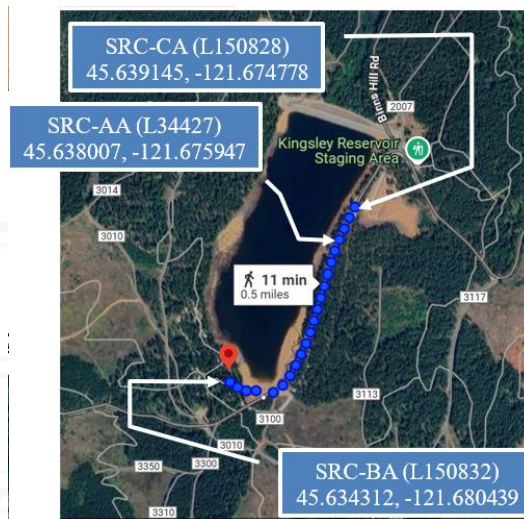 SRC-CA (L150828)
45.639145, -121.674778
SRC-AA (L34427)
45.638007, -121.675947
Binns Hill Rd
2007
Kingsley Reservoir
Staging Area
3014
3010
11 min
0.5 miles
3117
3113
3100
3010
3300
3350
3310
SRC-BA (L150832)
45.634312, -121.680439